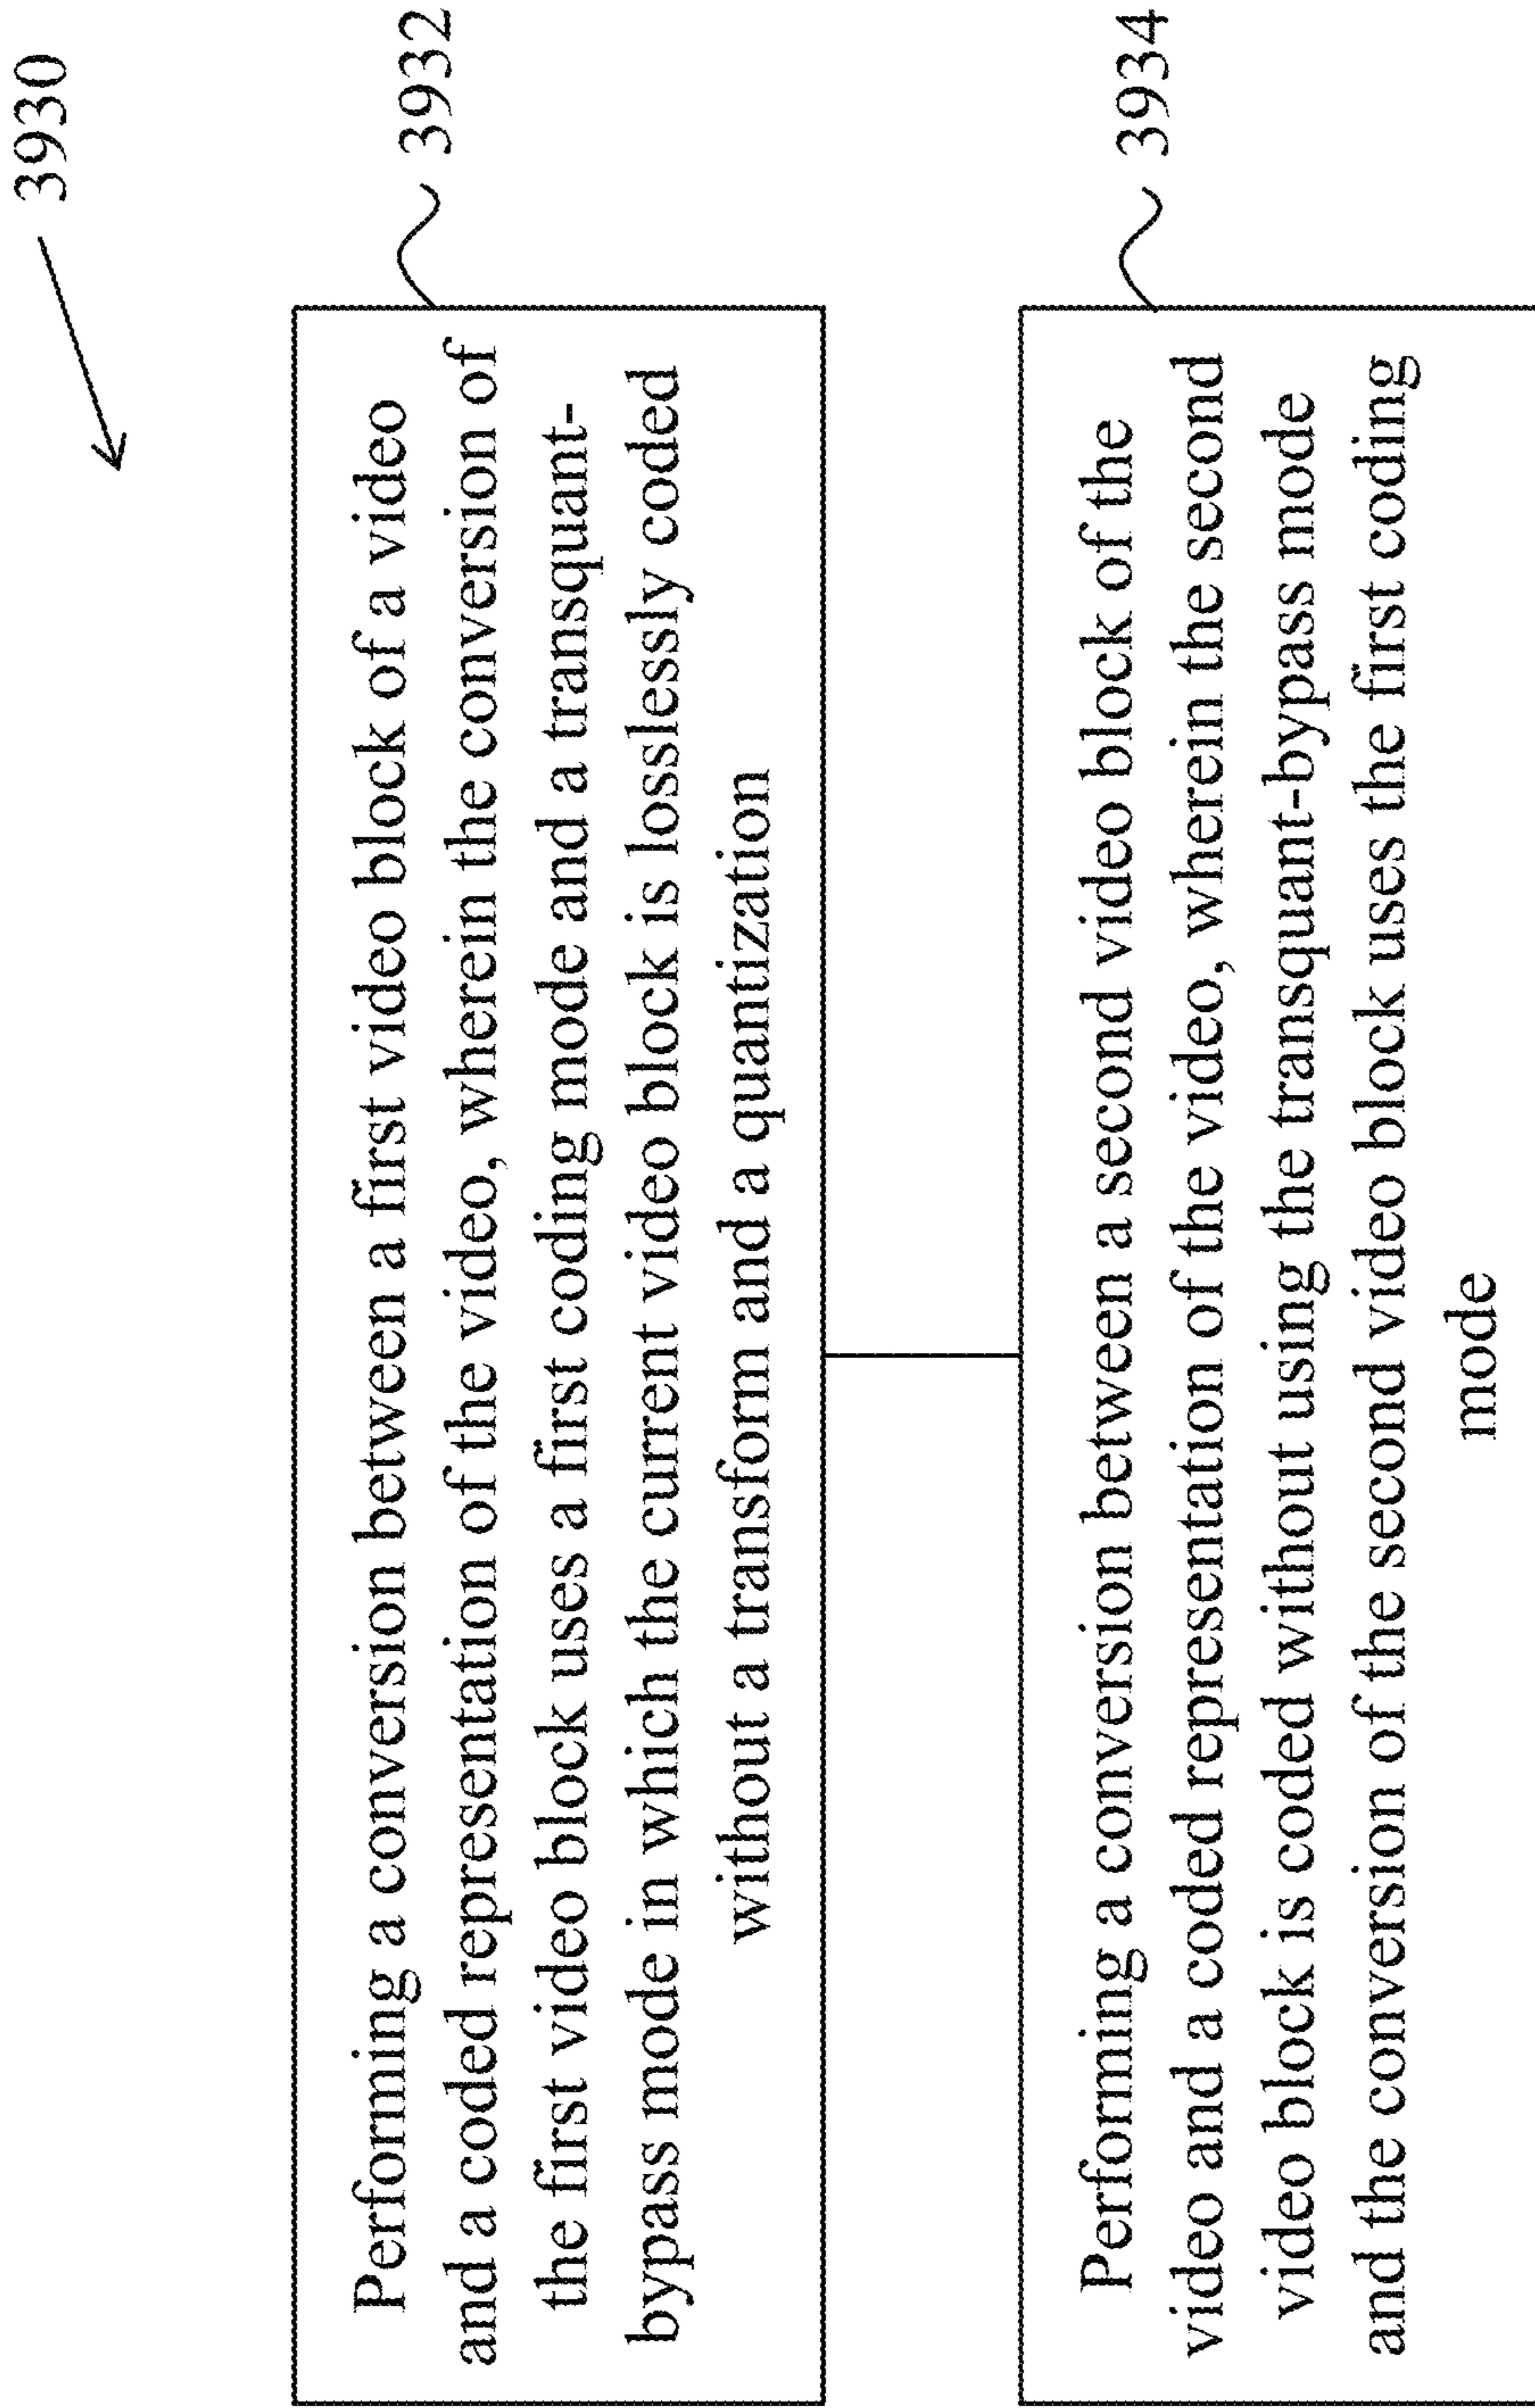 3930
Performing a conversion between a first video block of a video
and a coded representation of the video, wherein the conversion of
the first video block uses a first coding mode and a transquant-
bypass mode in which the current video block is losslessly coded
without a transform and a quantization
3932
Performing a conversion between a second video block of the
video and a coded representation of the video, wherein the second
video block is coded without using the transquant-bypass mode
and the conversion of the second video block uses the first coding
mode
3934